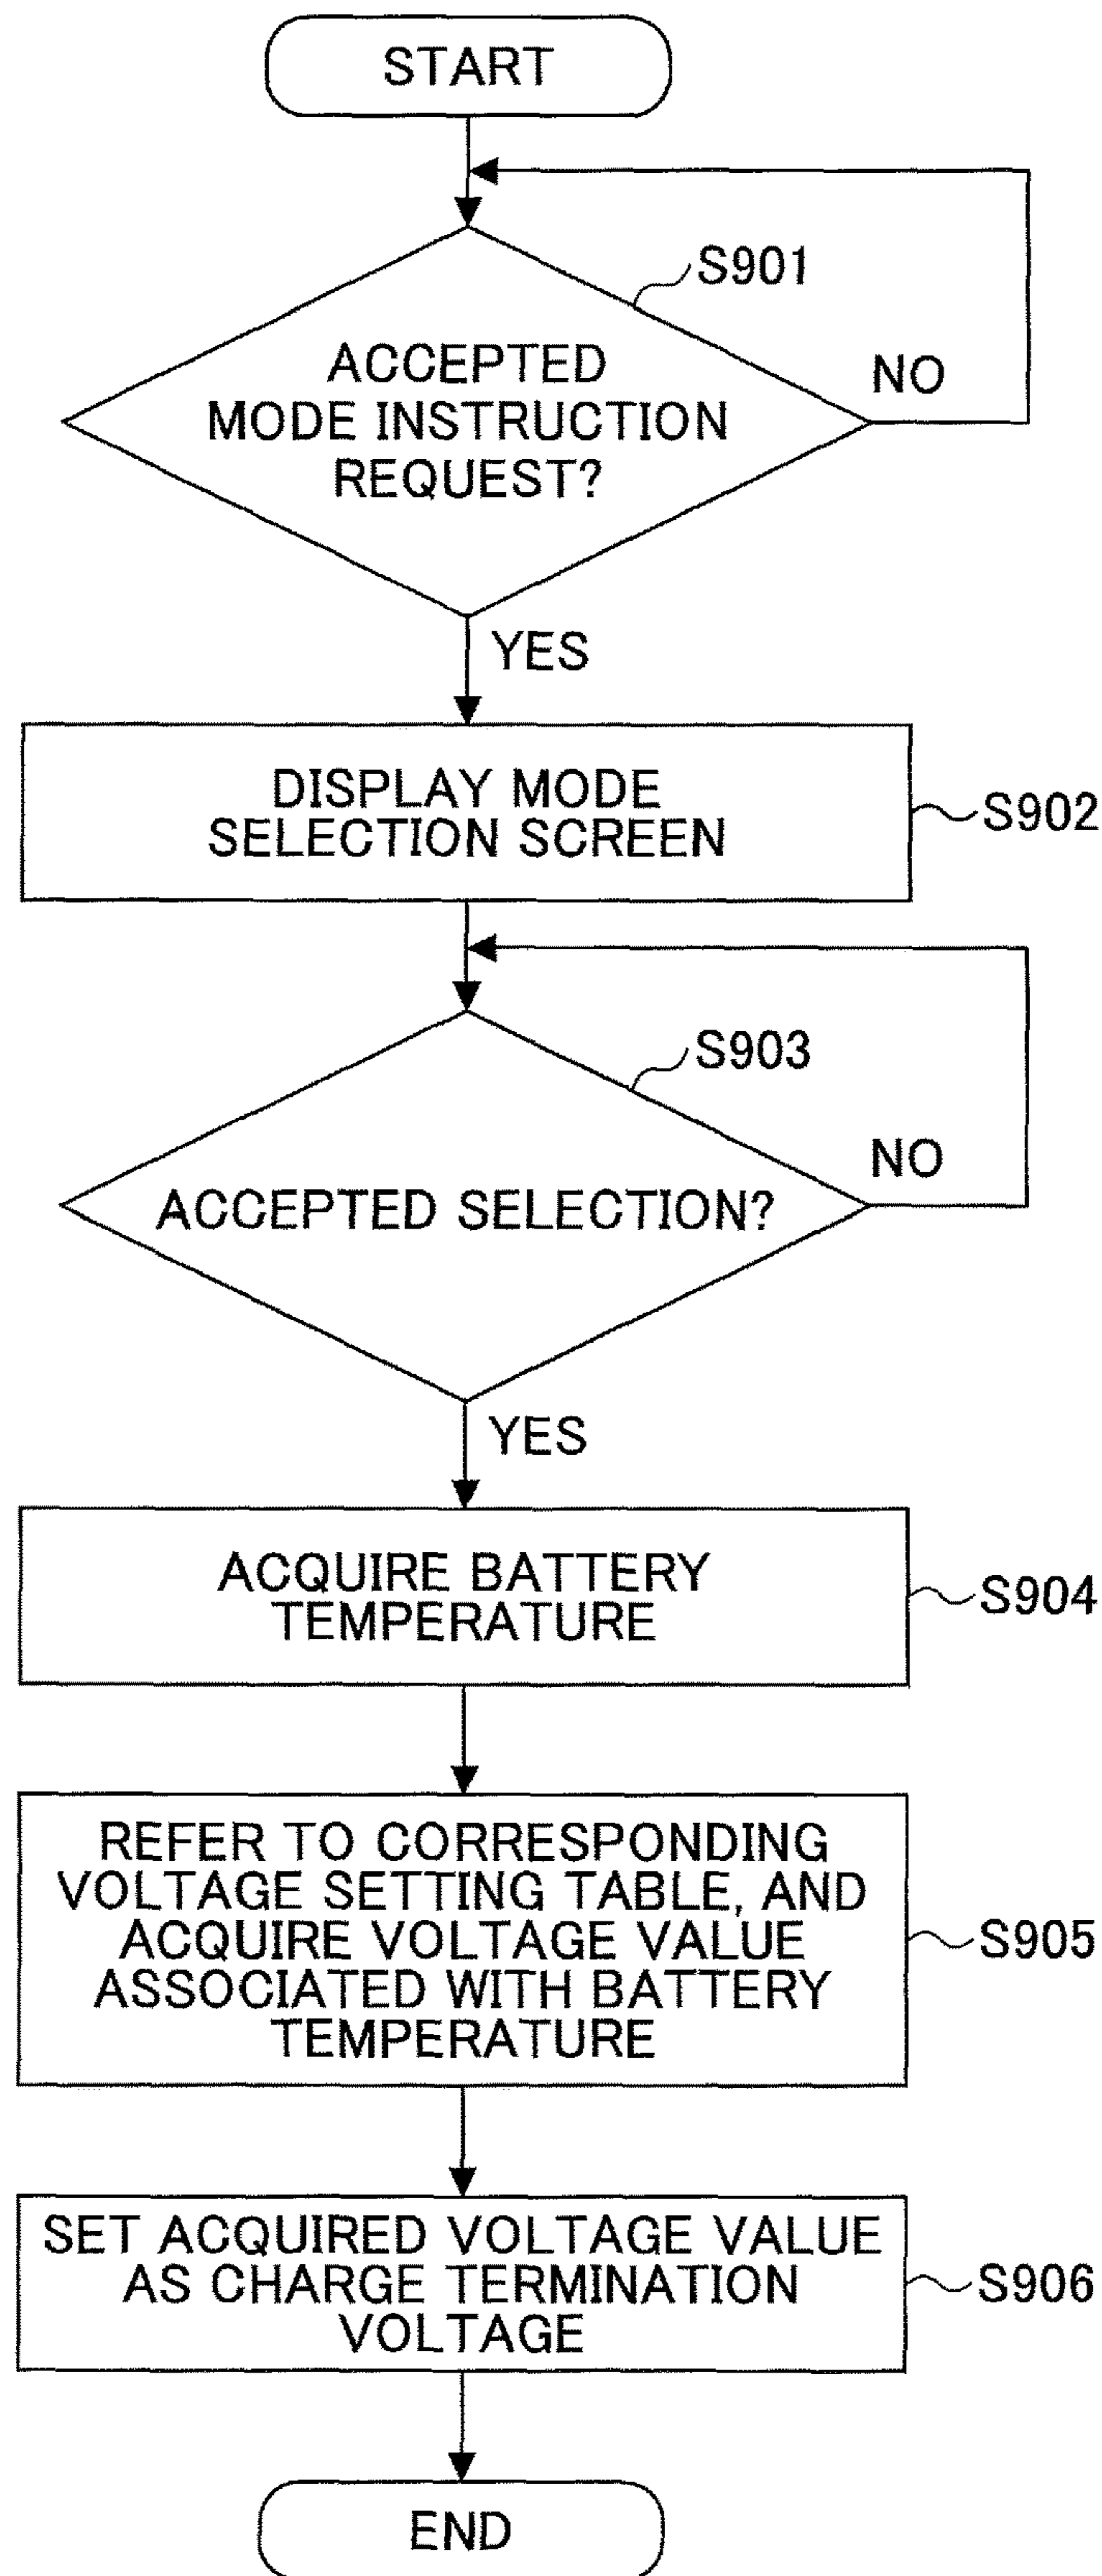 START
S901
ACCEPTED
MODE INSTRUCTION
REQUEST?
NO
YES
DISPLAY MODE
SELECTION SCREEN
S902
S903
ACCEPTED SELECTION?
NO
YES
ACQUIRE BATTERY
TEMPERATURE
S904
REFER TO CORRESPONDING
VOLTAGE SETTING TABLE, AND
ACQUIRE VOLTAGE VALUE
ASSOCIATED WITH BATTERY
TEMPERATURE
S905
SET ACQUIRED VOLTAGE VALUE
AS CHARGE TERMINATION
VOLTAGE
S906
END